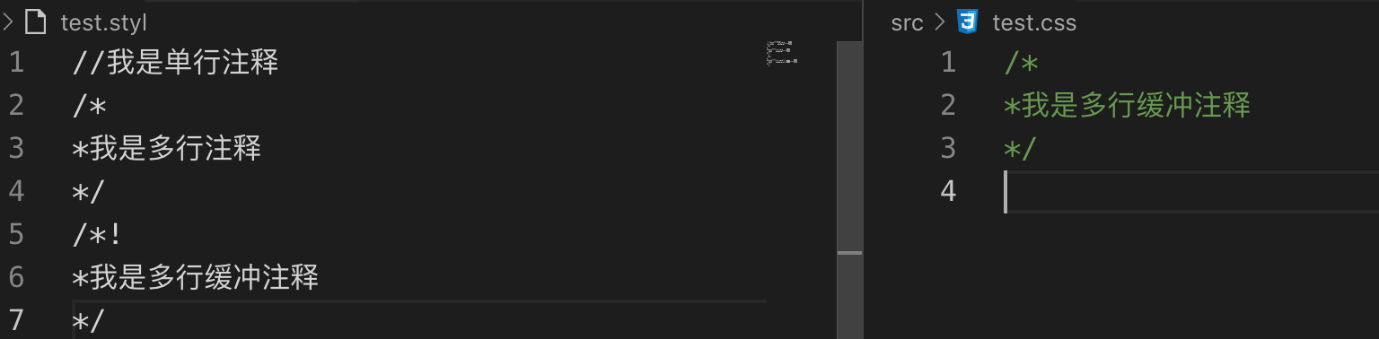 test.styl
1 //我是单行注释
2 /*
3 *我是多行注释
4 */
5 /*!
6 *我是多行缓冲注释
7 */
src > test.css
1 /*
2 *我是多行缓冲注释
3 */
4